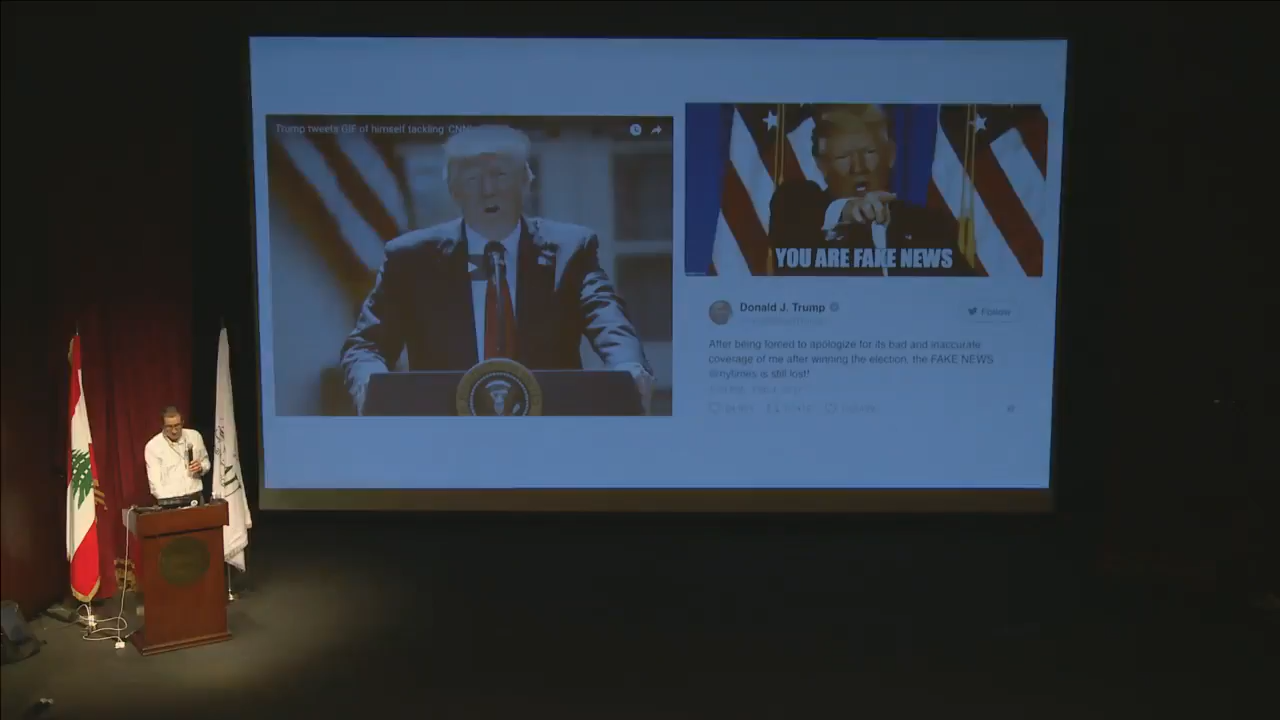 Trump tweets GIF of himself tackling 'CNN'
YOU ARE FAKE NEWS
Donald J. Trump
Follow
After being forced to apologize for its bad and inaccurate
coverage of me after winning the election, the FAKE NEWS
@nytimes is still lost!